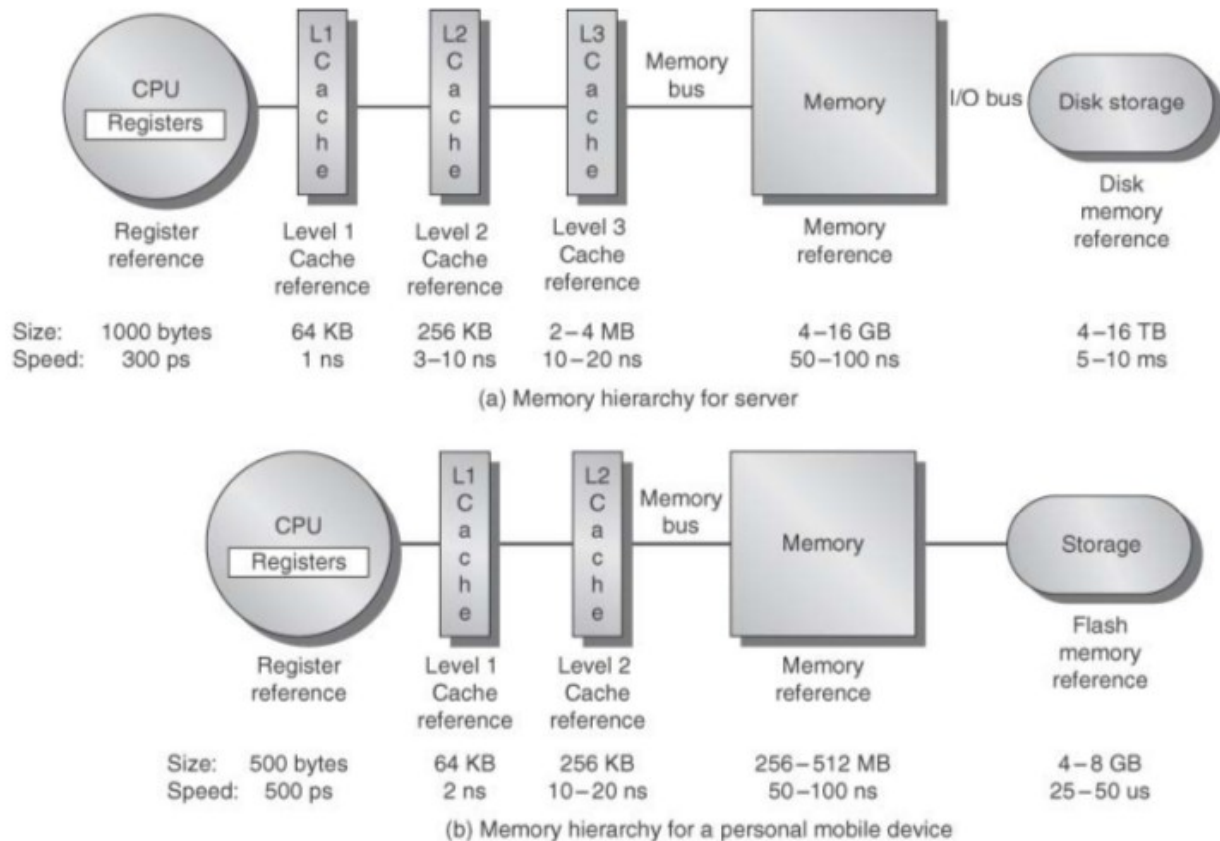 CPU
Registers
L1
C
a
c
h
e
L2
C
a
c
h
e
L3
C
a
c
h
e
Memory
bus
Memory
I/O bus
Disk storage
Register
reference
Level 1
Cache
reference
Level 2
Cache
reference
Level 3
Cache
reference
Memory
reference
Disk
memory
reference
Size: 1000 bytes 64 KB 256 KB 2–4 MB 4–16 GB 4–16 TB
Speed: 300 ps 1 ns 3–10 ns 10–20 ns 50–100 ns 5–10 ms
(a) Memory hierarchy for server
CPU
Registers
L1
C
a
c
h
e
L2
C
a
c
h
e
Memory
bus
Memory
Storage
Register
reference
Level 1
Cache
reference
Level 2
Cache
reference
Memory
reference
Flash
memory
reference
Size: 500 bytes 64 KB 256 KB 256–512 MB 4–8 GB
Speed: 500 ps 2 ns 10–20 ns 50–100 ns 25–50 us
(b) Memory hierarchy for a personal mobile device